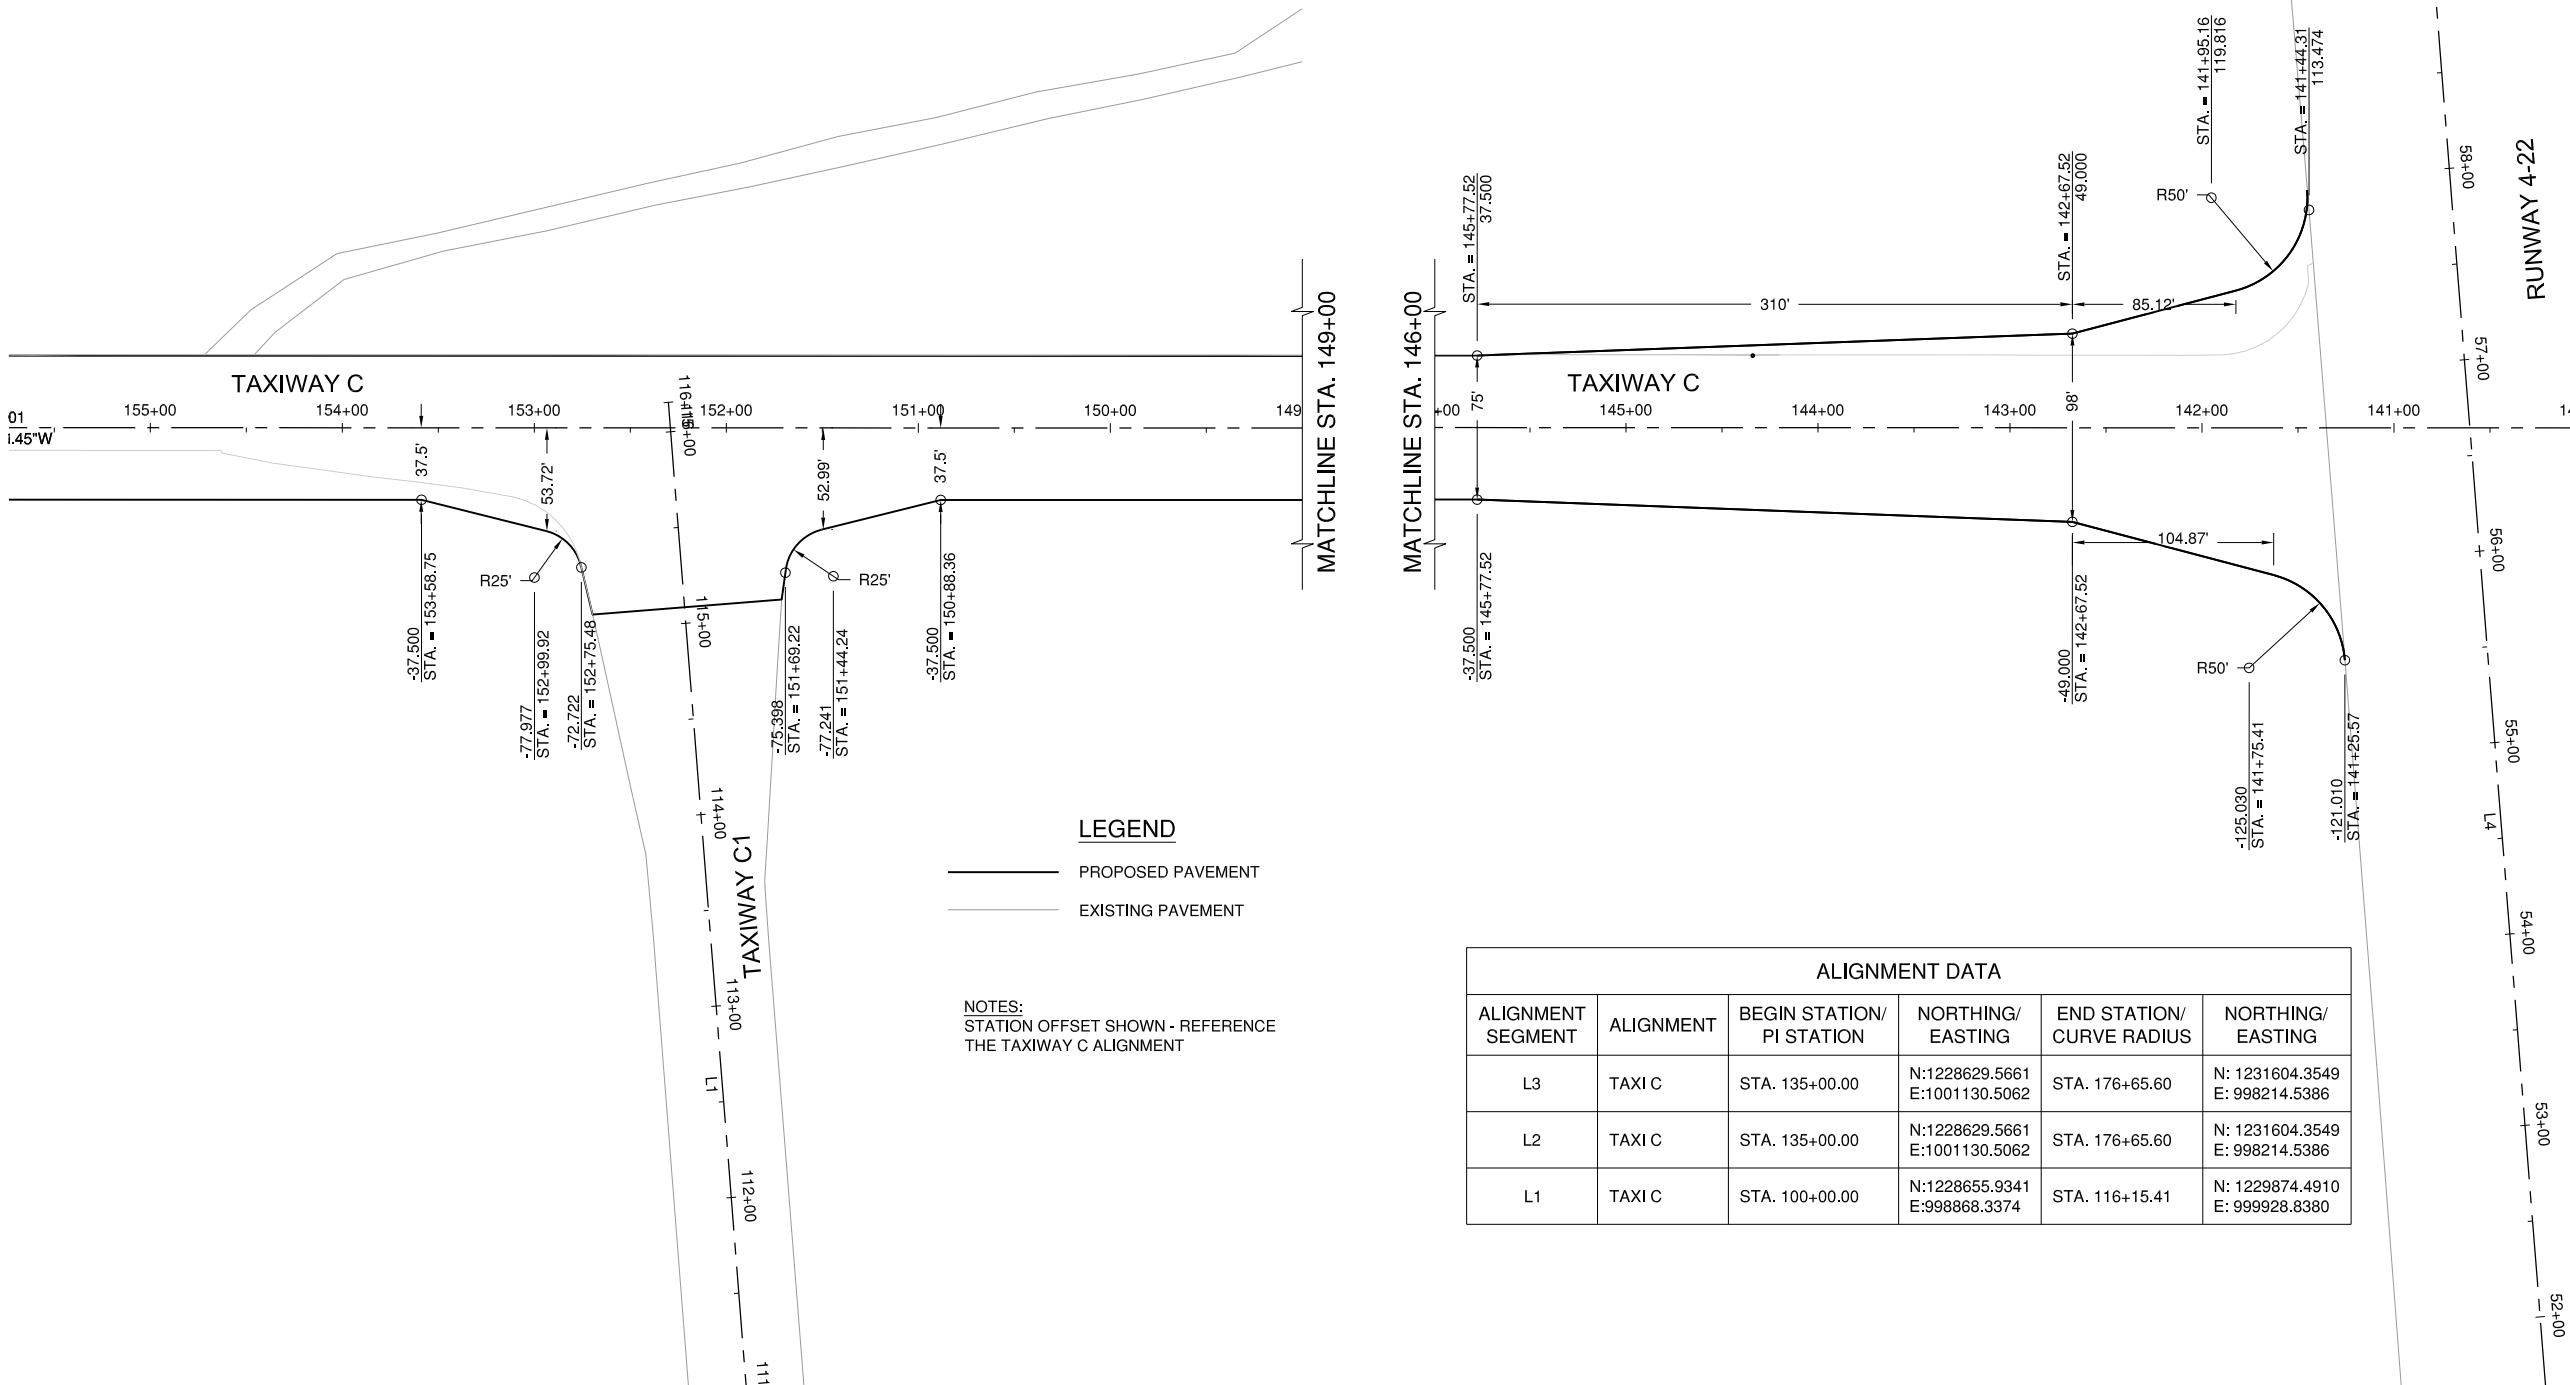 TAXIWAY C
155+00
154+00
153+00
152+00
151+00
150+00
149
01
.45"W
116+15
116+00
37.5'
53.72'
52.99'
37.5'
R25'
R25'
-37.500
STA. = 153+58.75
-77.977
STA. = 152+99.92
-72.722
STA. = 152+75.48
-75.398
STA. = 151+69.22
-77.241
STA. = 151+44.24
-37.500
STA. = 150+88.36
115+00
114+00
TAXIWAY C1
113+00
L1
112+00
111
MATCHLINE STA. 149+00
MATCHLINE STA. 146+00
TAXIWAY C
+00
145+00
144+00
143+00
142+00
141+00
STA. = 145+77.52
37.500
STA. = 142+67.52
49.000
STA. = 141+95.16
119.816
STA. = 141+44.31
113.474
R50'
310'
85.12'
75'
98'
104.87'
R50'
-37.500
STA. = 145+77.52
-49.000
STA. = 142+67.52
-125.030
STA. = 141+75.41
-121.010
STA. = 141+25.57
RUNWAY 4-22
58+00
57+00
56+00
55+00
L4
54+00
53+00
52+00
LEGEND
PROPOSED PAVEMENT
EXISTING PAVEMENT
NOTES:
STATION OFFSET SHOWN - REFERENCE
THE TAXIWAY C ALIGNMENT
ALIGNMENT DATA
ALIGNMENT SEGMENT | ALIGNMENT | BEGIN STATION/ PI STATION | NORTHING/ EASTING | END STATION/ CURVE RADIUS | NORTHING/ EASTING
L3 | TAXI C | STA. 135+00.00 | N:1228629.5661 E:1001130.5062 | STA. 176+65.60 | N: 1231604.3549 E: 998214.5386
L2 | TAXI C | STA. 135+00.00 | N:1228629.5661 E:1001130.5062 | STA. 176+65.60 | N: 1231604.3549 E: 998214.5386
L1 | TAXI C | STA. 100+00.00 | N:1228655.9341 E:998868.3374 | STA. 116+15.41 | N: 1229874.4910 E: 999928.8380